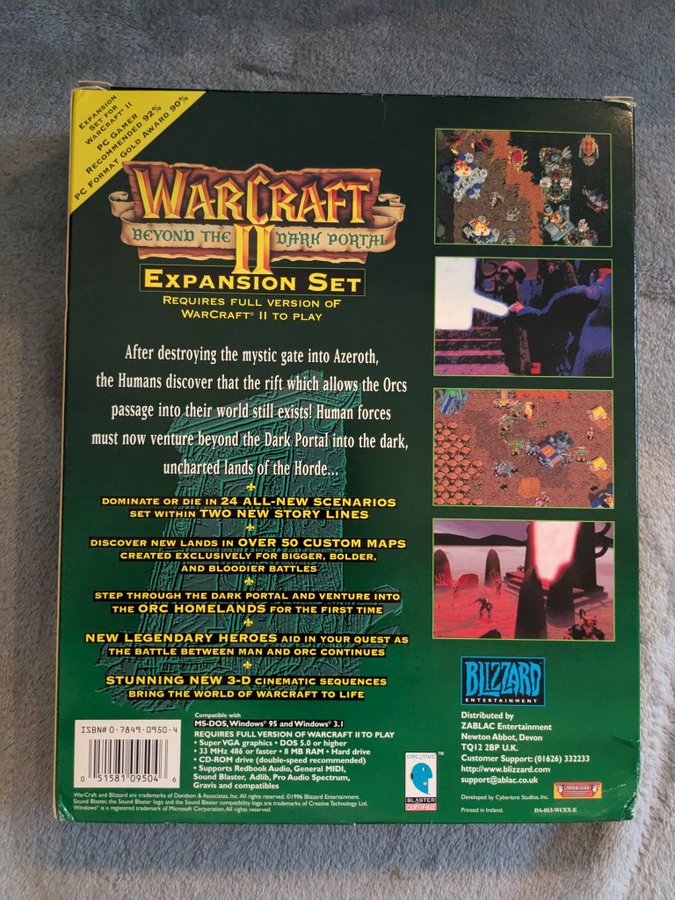 EXPANSION
SET FOR
WARCRAFT® II
PC GAMER
RECOMMENDED 92%
PC FORMAT GOLD AWARD 90%
WARCRAFT
BEYOND THE DARK PORTAL
II
EXPANSION SET
REQUIRES FULL VERSION OF
WARCRAFT® II TO PLAY
After destroying the mystic gate into Azeroth,
the Humans discover that the rift which allows the Orcs
passage into their world still exists! Human forces
must now venture beyond the Dark Portal into the dark,
uncharted lands of the Horde...
DOMINATE OR DIE IN 24 ALL-NEW SCENARIOS
SET WITHIN TWO NEW STORY LINES
DISCOVER NEW LANDS IN OVER 50 CUSTOM MAPS
CREATED EXCLUSIVELY FOR BIGGER, BOLDER,
AND BLOODIER BATTLES
STEP THROUGH THE DARK PORTAL AND VENTURE INTO
THE ORC HOMELANDS FOR THE FIRST TIME
NEW LEGENDARY HEROES AID IN YOUR QUEST AS
THE BATTLE BETWEEN MAN AND ORC CONTINUES
STUNNING NEW 3-D CINEMATIC SEQUENCES
BRING THE WORLD OF WARCRAFT TO LIFE
ISBN# 0-7849-0950-4
0 51581 09504 6
Compatible with
MS-DOS, Windows® 95 and Windows® 3.1
REQUIRES FULL VERSION OF WARCRAFT II TO PLAY
• Super VGA graphics • DOS 5.0 or higher
• 33 MHz 486 or faster • 8 MB RAM • Hard drive
• CD-ROM drive (double-speed recommended)
• Supports Redbook Audio, General MIDI,
Sound Blaster, Adlib, Pro Audio Spectrum,
Gravis and compatibles
WarCraft and Blizzard are trademarks of Davidson & Associates, Inc. All rights reserved. ©1996 Blizzard Entertainment.
Sound Blaster, the Sound Blaster logo and the Sound Blaster compatibility logo are trademarks of Creative Technology Ltd.
Windows® is a registered trademark of Microsoft Corporation. All rights reserved.
CREATIVE
BLASTER
CERTIFIED
TM
BLIZZARD
ENTERTAINMENT
Distributed by
ZABLAC Entertainment
Newton Abbot, Devon
TQ12 2BP U.K.
Customer Support: (01626) 332233
http://www.blizzard.com
support@ablac.co.uk
Developed by Cyberlore Studios, Inc.
Printed in Ireland.
DA-013-WCEX-E